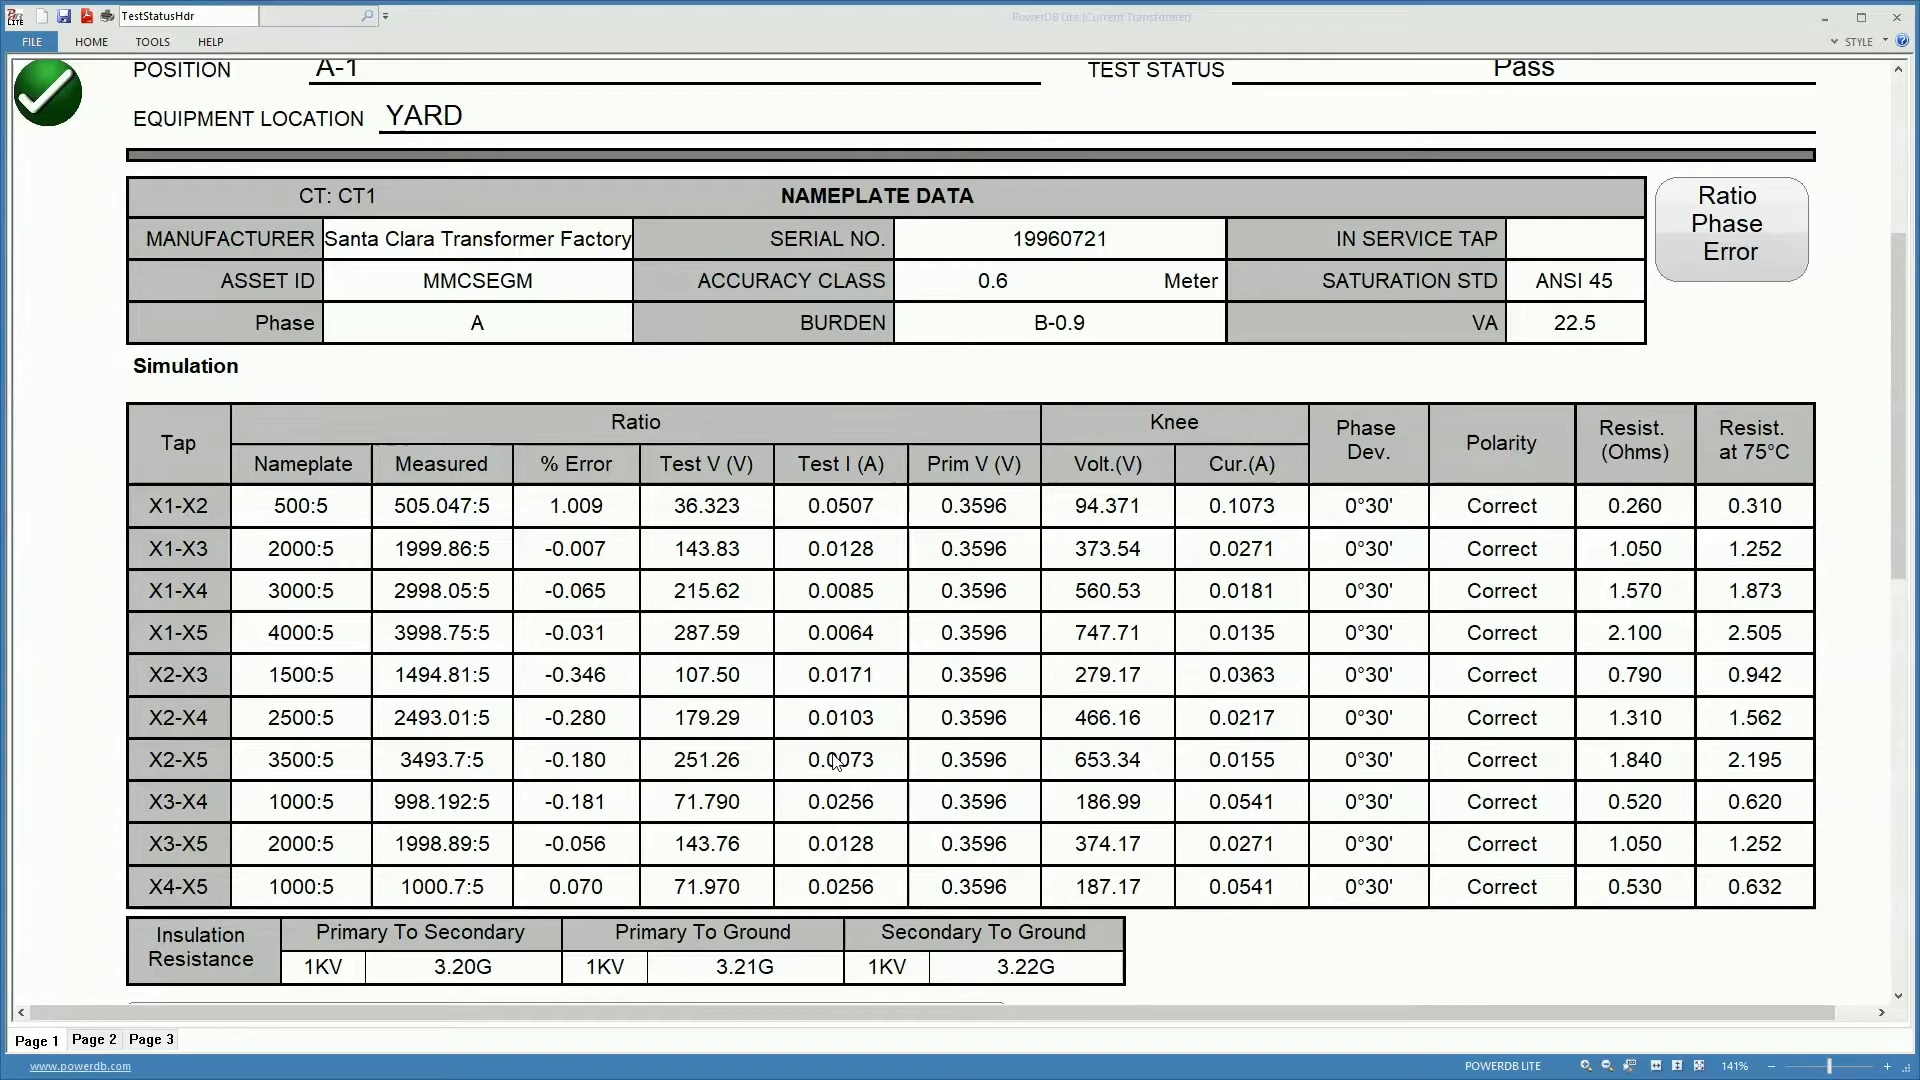 TestStatusHdr
PowerDB Lite (Current Transformer)
FILE HOME TOOLS HELP STYLE
POSITION A-1 TEST STATUS Pass
EQUIPMENT LOCATION YARD
CT: CT1 NAMEPLATE DATA
MANUFACTURER Santa Clara Transformer Factory SERIAL NO. 19960721 IN SERVICE TAP
ASSET ID MMCSEGM ACCURACY CLASS 0.6 Meter SATURATION STD ANSI 45
Phase A BURDEN B-0.9 VA 22.5
Ratio
Phase
Error
Simulation
Tap Ratio Knee Phase Dev. Polarity Resist. (Ohms) Resist. at 75°C
Nameplate Measured % Error Test V (V) Test I (A) Prim V (V) Volt.(V) Cur.(A)
X1-X2 500:5 505.047:5 1.009 36.323 0.0507 0.3596 94.371 0.1073 0°30' Correct 0.260 0.310
X1-X3 2000:5 1999.86:5 -0.007 143.83 0.0128 0.3596 373.54 0.0271 0°30' Correct 1.050 1.252
X1-X4 3000:5 2998.05:5 -0.065 215.62 0.0085 0.3596 560.53 0.0181 0°30' Correct 1.570 1.873
X1-X5 4000:5 3998.75:5 -0.031 287.59 0.0064 0.3596 747.71 0.0135 0°30' Correct 2.100 2.505
X2-X3 1500:5 1494.81:5 -0.346 107.50 0.0171 0.3596 279.17 0.0363 0°30' Correct 0.790 0.942
X2-X4 2500:5 2493.01:5 -0.280 179.29 0.0103 0.3596 466.16 0.0217 0°30' Correct 1.310 1.562
X2-X5 3500:5 3493.7:5 -0.180 251.26 0.0073 0.3596 653.34 0.0155 0°30' Correct 1.840 2.195
X3-X4 1000:5 998.192:5 -0.181 71.790 0.0256 0.3596 186.99 0.0541 0°30' Correct 0.520 0.620
X3-X5 2000:5 1998.89:5 -0.056 143.76 0.0128 0.3596 374.17 0.0271 0°30' Correct 1.050 1.252
X4-X5 1000:5 1000.7:5 0.070 71.970 0.0256 0.3596 187.17 0.0541 0°30' Correct 0.530 0.632
Insulation Resistance Primary To Secondary Primary To Ground Secondary To Ground
1KV 3.20G 1KV 3.21G 1KV 3.22G
Page 1 Page 2 Page 3
www.powerdb.com POWERDB LITE 141%